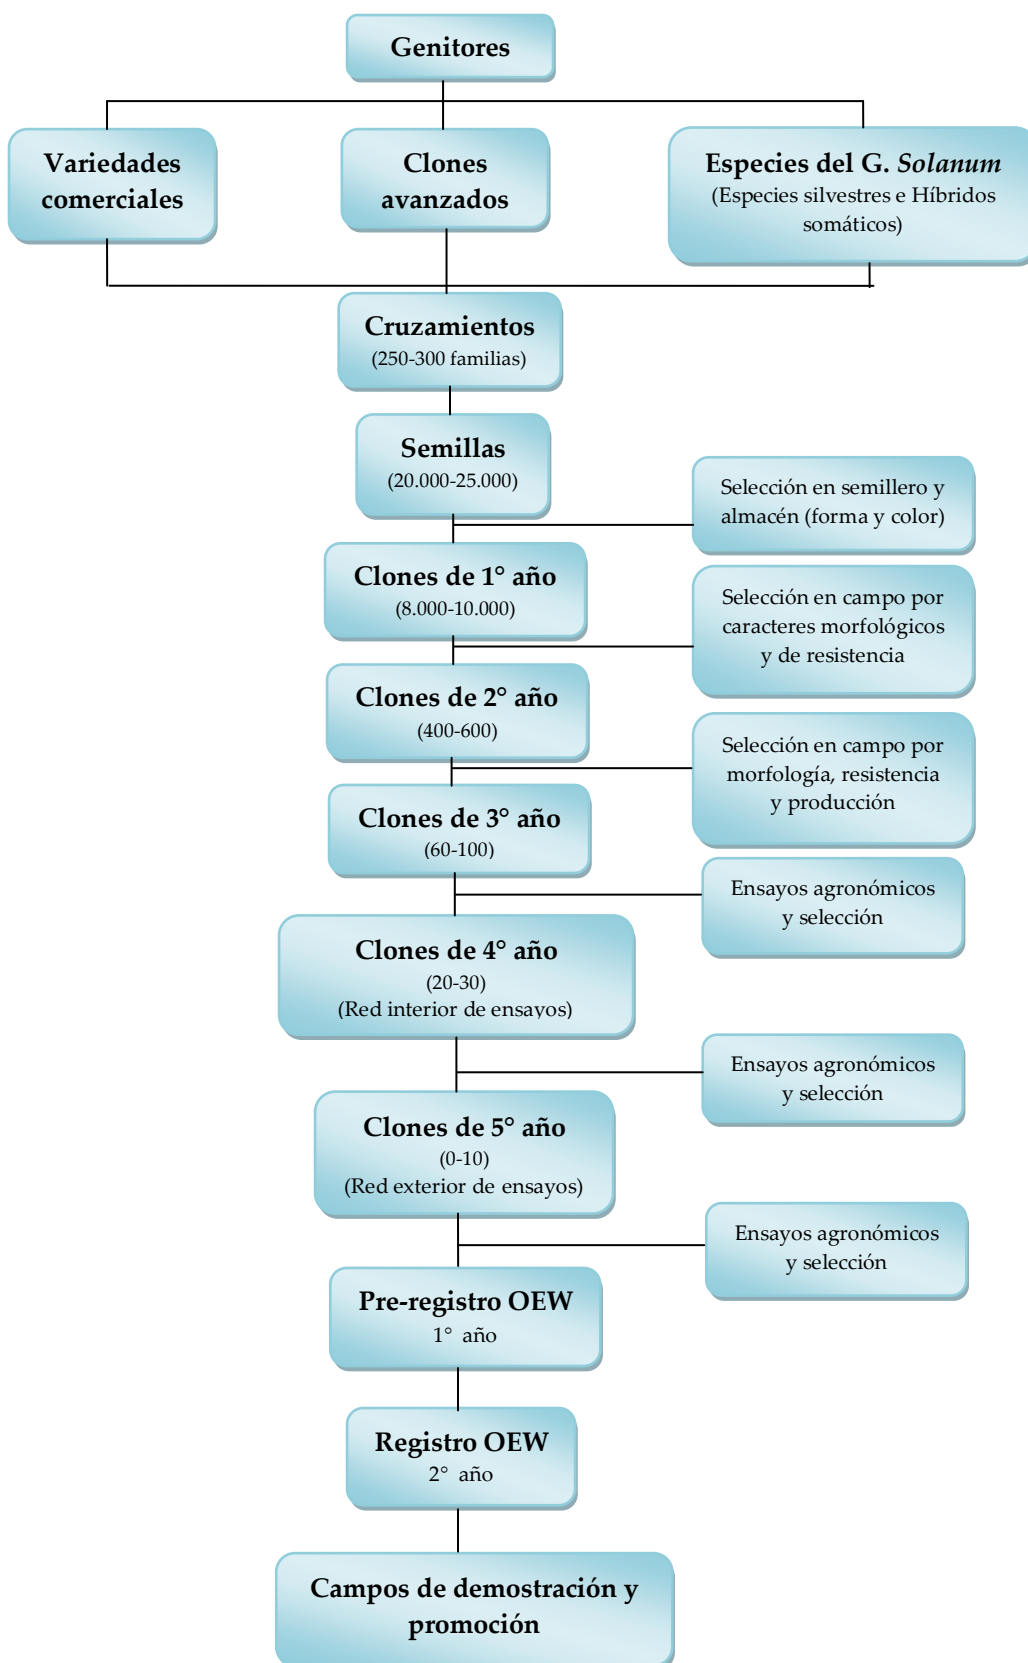 Genitores
Variedades
comerciales
Clones
avanzados
Especies del G. Solanum
(Especies silvestres e Híbridos
somáticos)
Cruzamientos
(250-300 familias)
Semillas
(20.000-25.000)
Selección en semillero y
almacén (forma y color)
Clones de 1° año
(8.000-10.000)
Selección en campo por
caracteres morfológicos
y de resistencia
Clones de 2° año
(400-600)
Selección en campo por
morfología, resistencia
y producción
Clones de 3° año
(60-100)
Ensayos agronómicos
y selección
Clones de 4° año
(20-30)
(Red interior de ensayos)
Ensayos agronómicos
y selección
Clones de 5° año
(0-10)
(Red exterior de ensayos)
Ensayos agronómicos
y selección
Pre-registro OEW
1° año
Registro OEW
2° año
Campos de demostración y
promoción